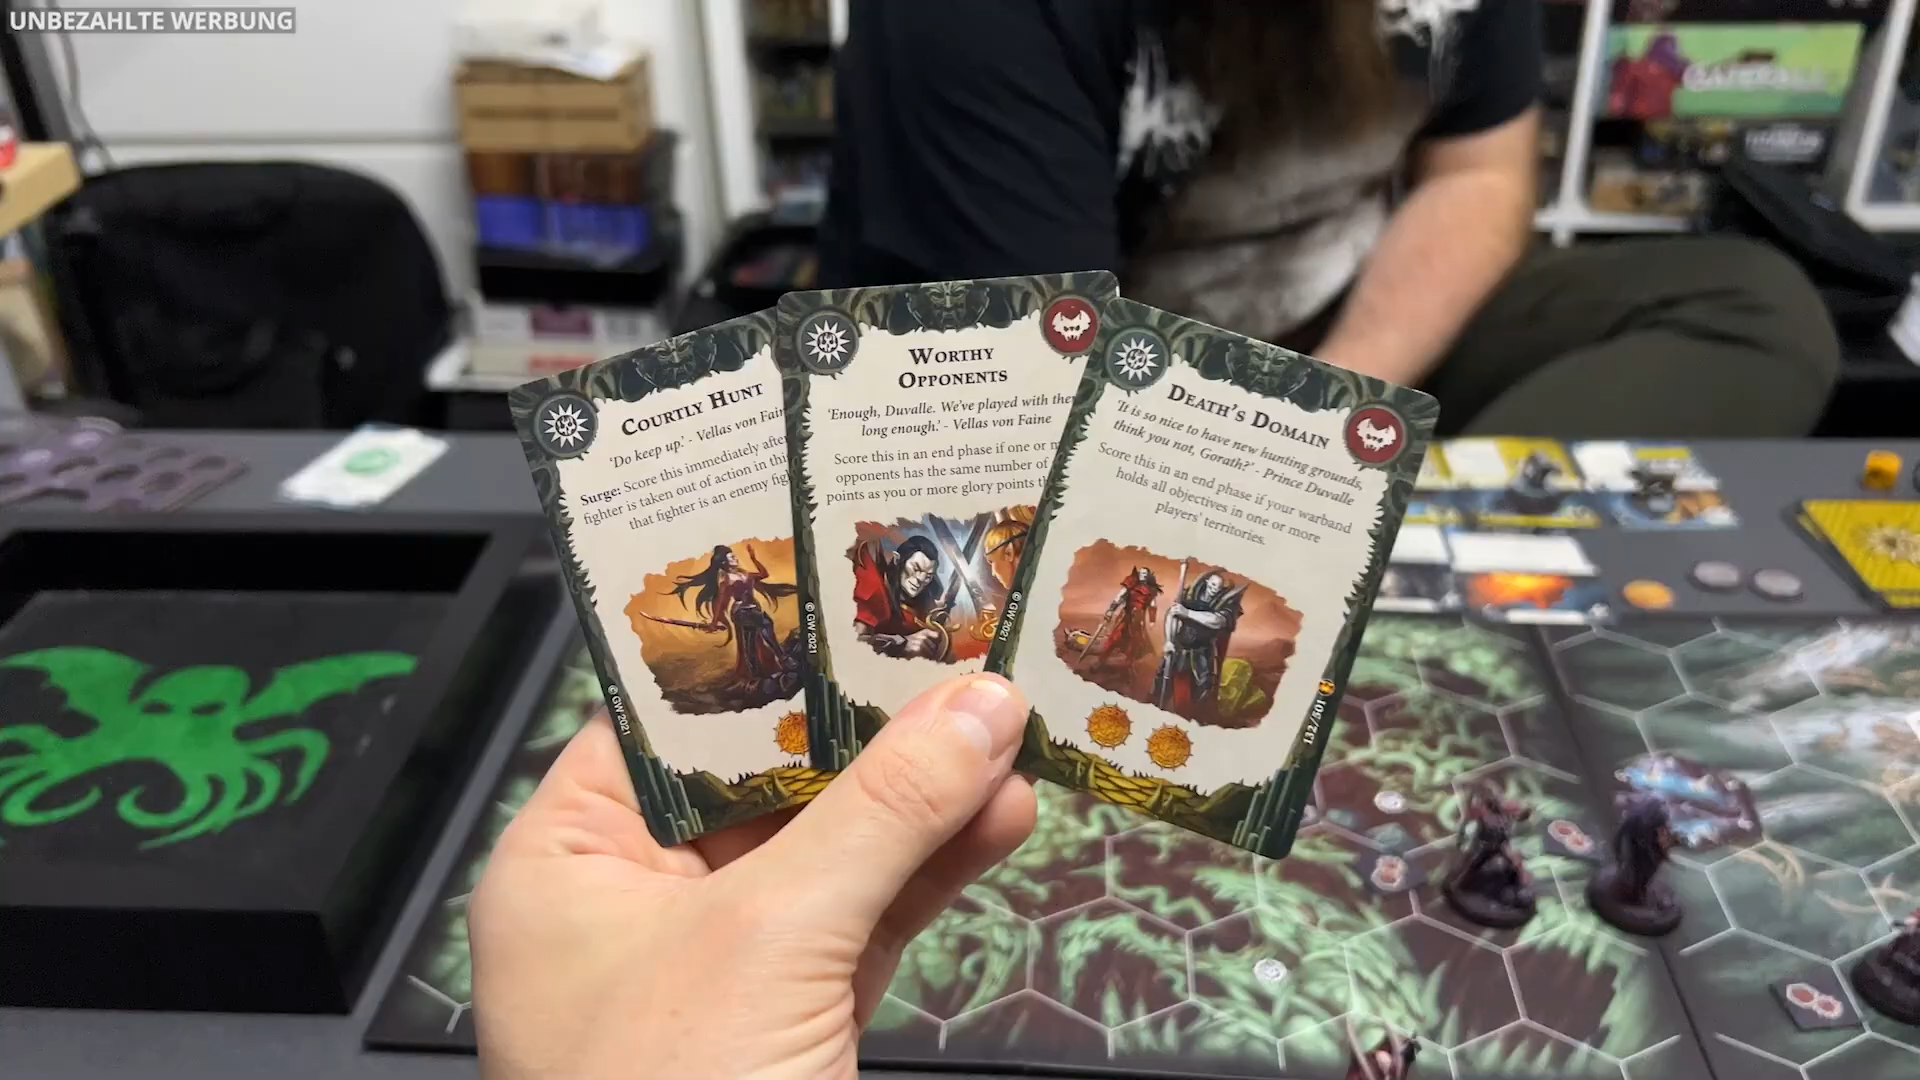 UNBEZAHLTE WERBUNG
COURTLY HUNT
'Do keep up.' - Vellas von
Surge: Score this immediately
fighter is taken out of action in
that fighter is an enemy
© GW 2021
WORTHY
OPPONENTS
'Enough, Duvalle. We've played with
long enough.' - Vellas von Faine
Score this in an end phase if one or
opponents has the same number of
points as you or more glory points
© GW 2021
DEATH'S DOMAIN
'It is so nice to have new hunting grounds,
think you not, Gorath?' - Prince Duvalle
Score this in an end phase if your warband
holds all objectives in one or more
players' territories.
© GW 2021
132/501